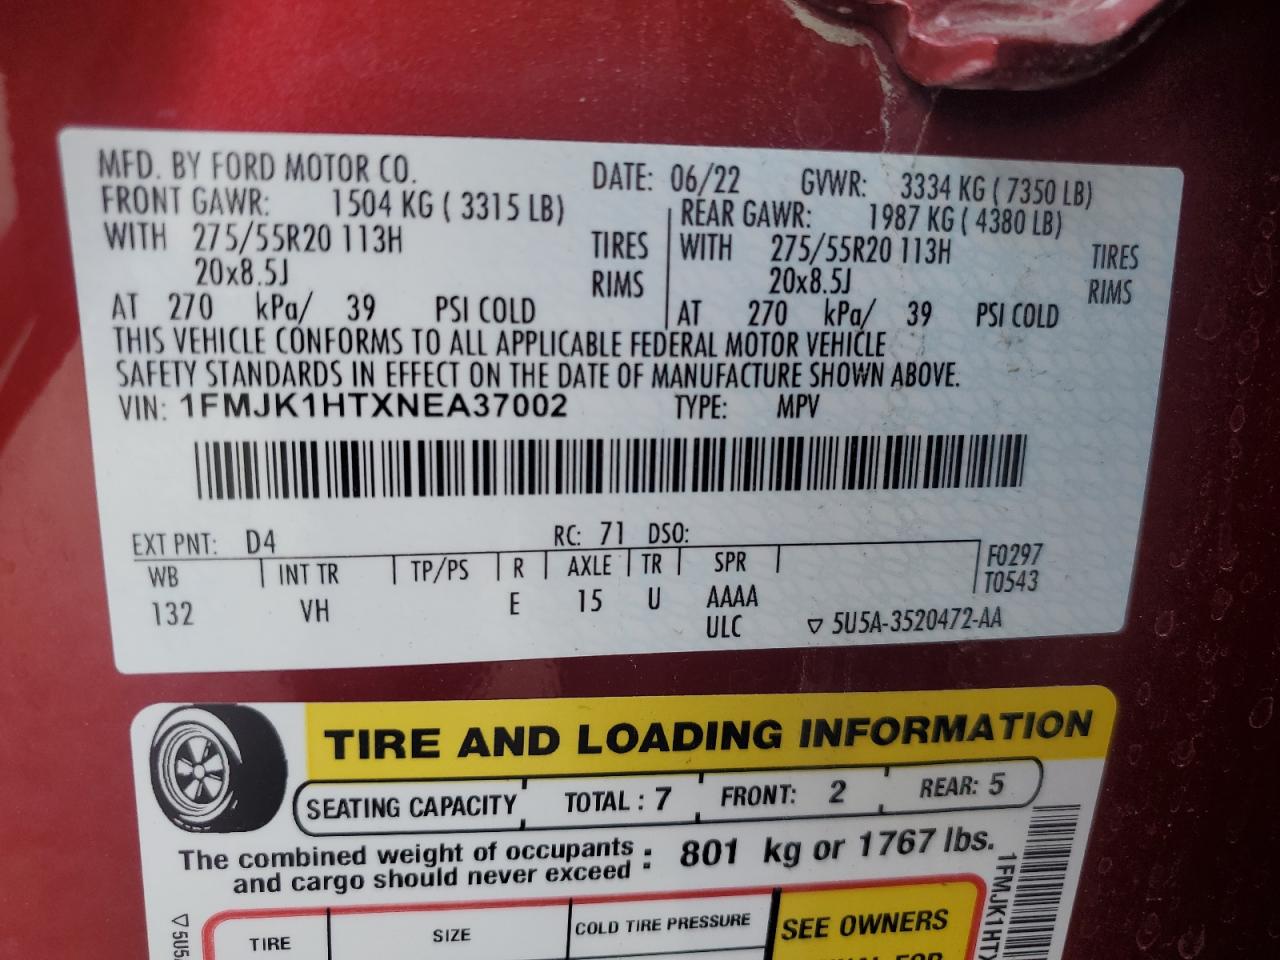 MFD. BY FORD MOTOR CO. DATE: 06/22 GVWR: 3334 KG ( 7350 LB)
FRONT GAWR: 1504 KG ( 3315 LB) REAR GAWR: 1987 KG ( 4380 LB)
WITH 275/55R20 113H TIRES WITH 275/55R20 113H TIRES
20x8.5J RIMS 20x8.5J RIMS
AT 270 kPa/ 39 PSI COLD AT 270 kPa/ 39 PSI COLD
THIS VEHICLE CONFORMS TO ALL APPLICABLE FEDERAL MOTOR VEHICLE
SAFETY STANDARDS IN EFFECT ON THE DATE OF MANUFACTURE SHOWN ABOVE.
VIN: 1FMJK1HTXNEA37002 TYPE: MPV
EXT PNT: D4 RC: 71 DSO:
WB INT TR TP/PS R AXLE TR SPR F0297
T0543
132 VH E 15 U AAAA
ULC ▽ 5U5A-3520472-AA
TIRE AND LOADING INFORMATION
SEATING CAPACITY TOTAL : 7 FRONT: 2 REAR: 5
The combined weight of occupants : 801 kg or 1767 lbs.
and cargo should never exceed
TIRE SIZE COLD TIRE PRESSURE SEE OWNERS
1FMJK1HTX
▽ 5U5